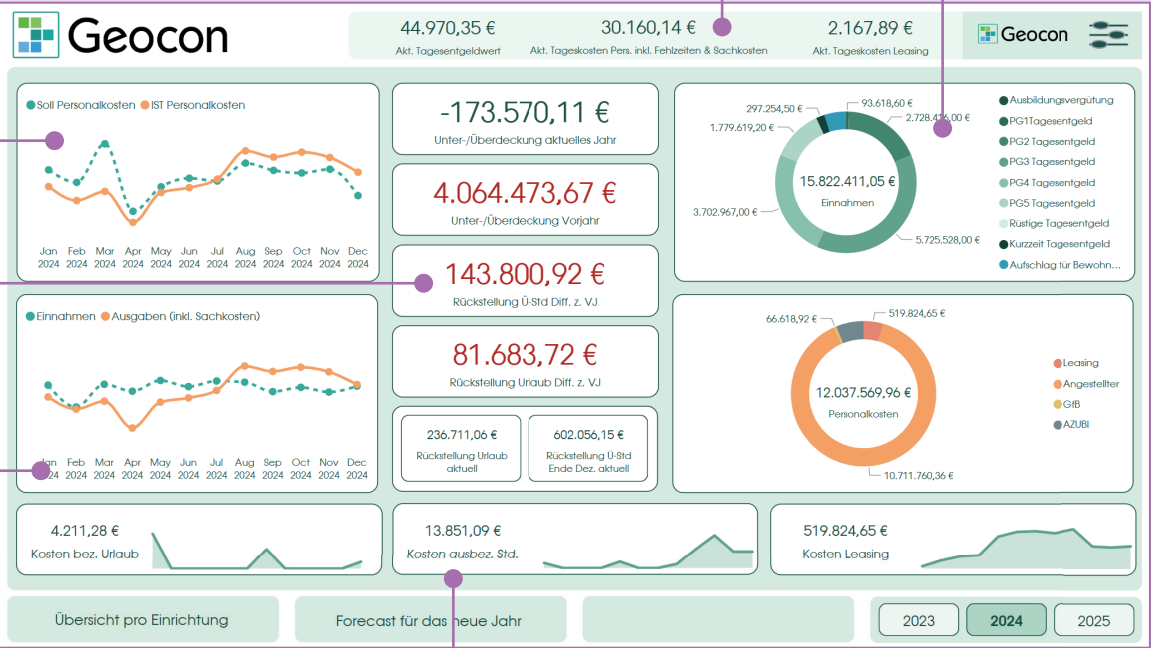 Geocon
44.970,35 €
Akt. Tagesentgeldwert
30.160,14 €
Akt. Tageskosten Pers. inkl. Fehlzeiten & Sachkosten
2.167,89 €
Akt. Tageskosten Leasing
Geocon
Soll Personalkosten IST Personalkosten
Jan Feb Mar Apr May Jun Jul Aug Sep Oct Nov Dec
2024 2024 2024 2024 2024 2024 2024 2024 2024 2024 2024 2024
-173.570,11 €
Unter-/Überdeckung aktuelles Jahr
4.064.473,67 €
Unter-/Überdeckung Vorjahr
143.800,92 €
Rückstellung Ü-Std Diff. z. VJ
81.683,72 €
Rückstellung Uraub Diff. z. VJ
236.711,06 €
Rückstellung Urlaub
aktuell
602.056,15 €
Rückstellung Ü-Std
Ende Dez. aktuell
297.254,50 €
93.618,60 €
1.779.619,20 €
15.822.411,05 €
Einnahmen
3.702.967,00 €
5.725.528,00 €
Ausbildungsvergütung
PG1Tagesentgeld
PG2 Tagesentgeld
PG3 Tagesentgeld
PG4 Tagesentgeld
PG5 Tagesentgeld
Rüstige Tagesentgeld
Kurzzeit Tagesentgeld
Aufschlag für Bewohn...
Einnahmen Ausgaben (inkl. Sachkosten)
Feb Mar Apr May Jun Jul Aug Sep Oct Nov Dec
2024 2024 2024 2024 2024 2024 2024 2024 2024 2024 2024
66.618,92 €
519.824,65 €
12.037.569,96 €
Personalkosten
10.711.760,36 €
Leasing
Angestellter
GfB
AZUBI
4.211,28 €
Kosten bez. Urlaub
13.851,09 €
Kosten ausbez. Std.
519.824,65 €
Kosten Leasing
Übersicht pro Einrichtung
Forecast für das neue Jahr
2023
2024
2025